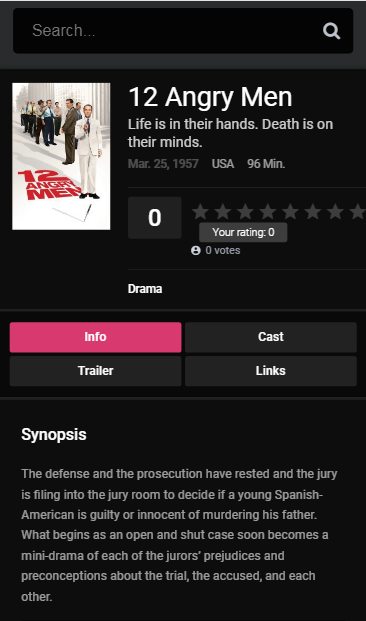 Search...
12 Angry Men
Life is in their hands. Death is on
their minds.
Mar. 25, 1957 USA 96 Min.
0
Your rating: 0
0 votes
Drama
12
ANGRY
MEN
Info Cast
Trailer Links
Synopsis
The defense and the prosecution have rested and the jury
is filing into the jury room to decide if a young Spanish-
American is guilty or innocent of murdering his father.
What begins as an open and shut case soon becomes a
mini-drama of each of the jurors’ prejudices and
preconceptions about the trial, the accused, and each
other.